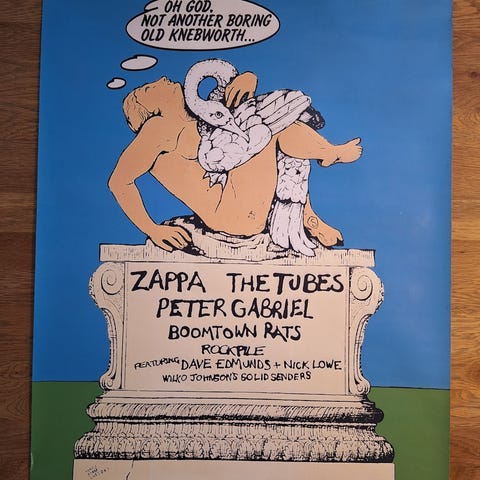 OH GOD,
NOT ANOTHER BORING
OLD KNEBWORTH...
ZAPPA THE TUBES
PETER GABRIEL
BOOMTOWN RATS
ROCKPILE
FEATURING DAVE EDMUNDS + NICK LOWE
WILKO JOHNSON'S SOLID SENDERS